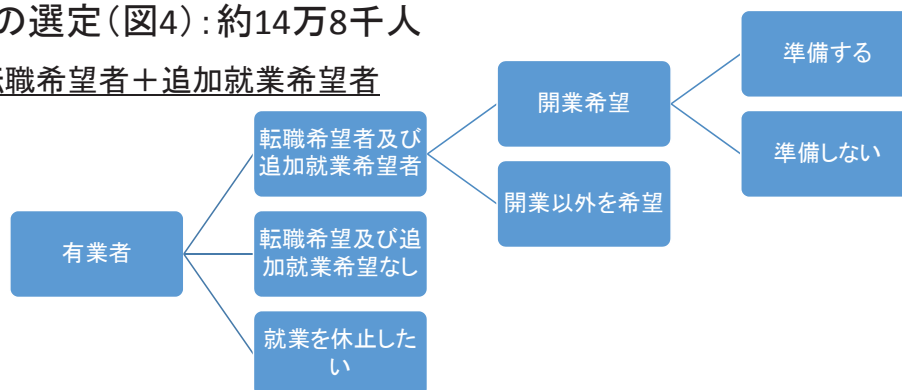 の選定(図4):約14万8千人
職希望者＋追加就業希望者
準備する
開業希望
転職希望者及び
追加就業希望者
準備しない
開業以外を希望
有業者
転職希望及び追
加就業希望なし
就業を休止した
い